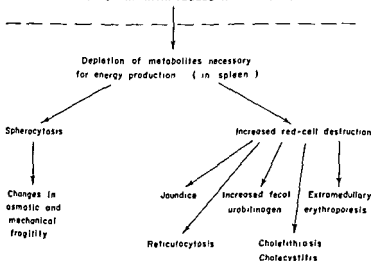 Depletion of metabolites necessary
for energy production (in spleen)
Spherocytosis
Increased red-cell destruction
Changes in
osmotic and
mechanical
fragility
Jaundice
Increased fecal
urobilinogen
Extramedullary
erythroporesis
Reticulocytosis
Cholelithiasis
Cholecystitis